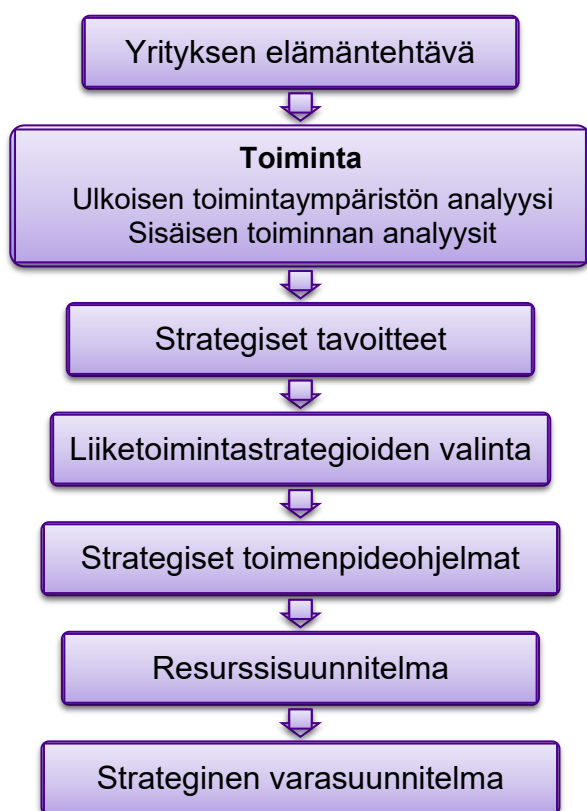 Yrityksen elämäntehtävä
Toiminta
Ulkoisen toimintaympäristön analyysi
Sisäisen toiminnan analyysit
Strategiset tavoitteet
Liiketoimintastrategioiden valinta
Strategiset toimenpideohjelmat
Resurssisuunnitelma
Strateginen varasuunnitelma